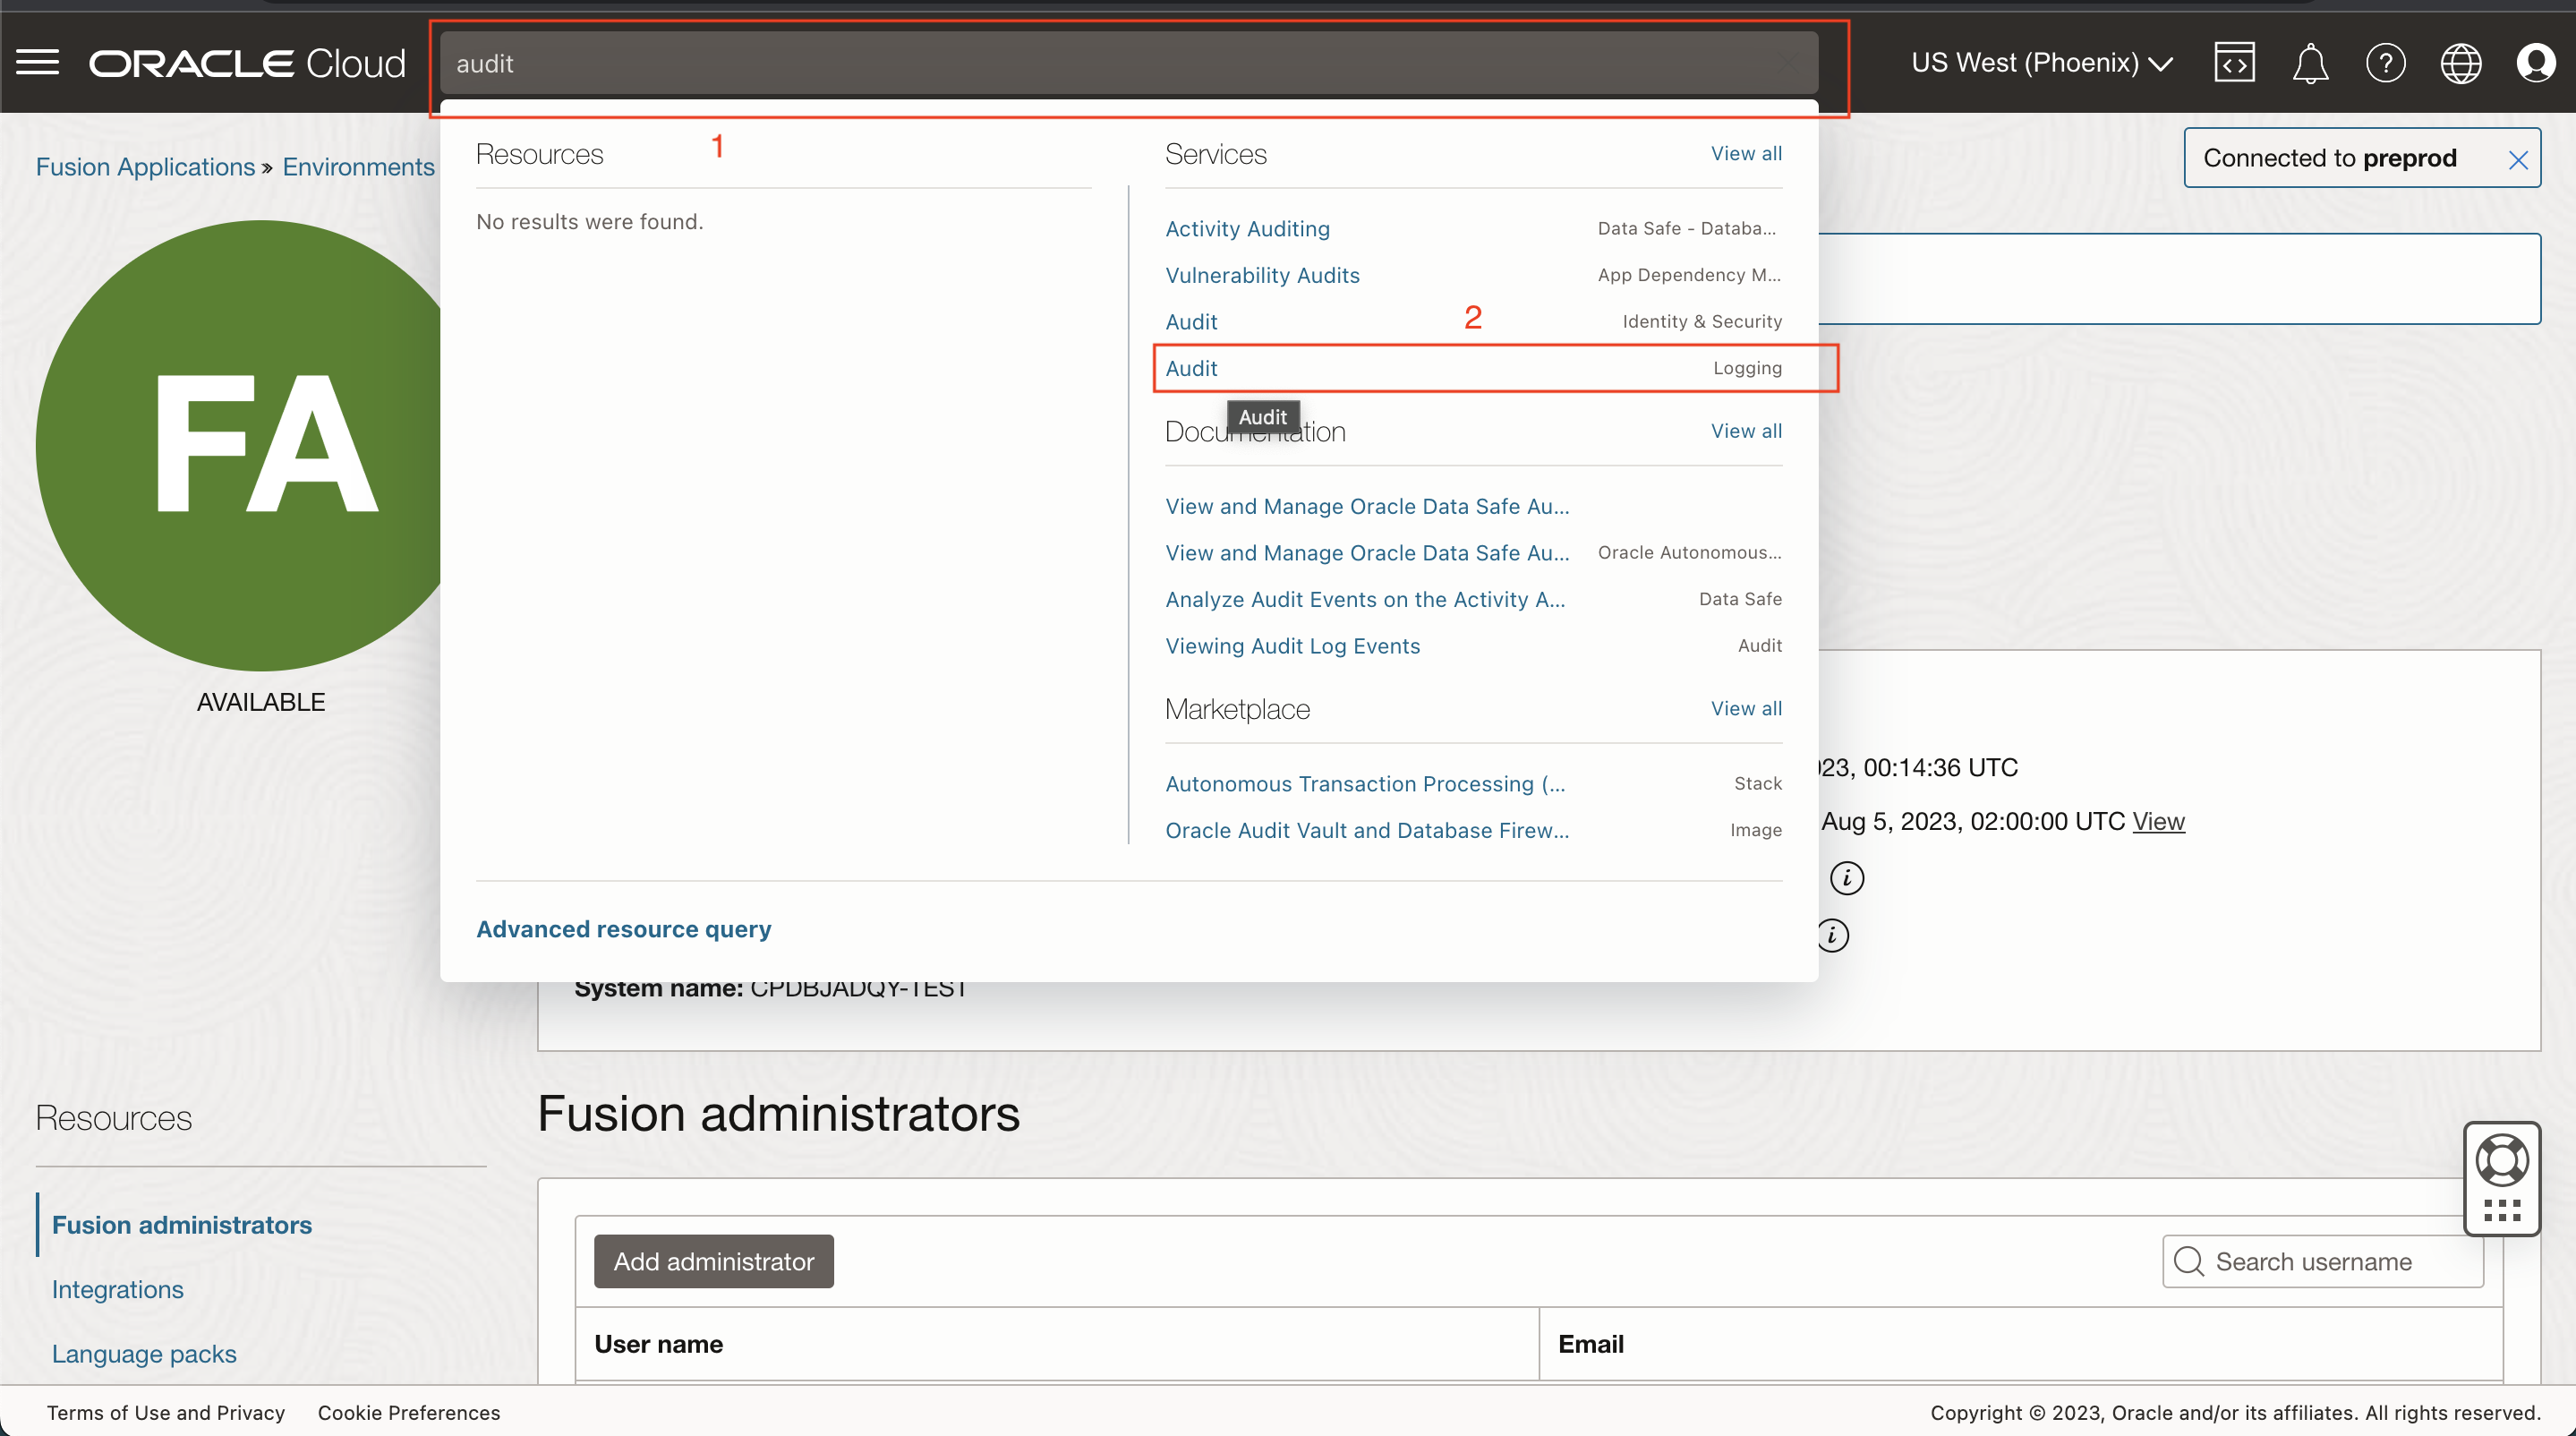 ORACLE Cloud
audit
US West (Phoenix)
Fusion Applications » Environments
Connected to preprod
FA
AVAILABLE
1
Resources
No results were found.
Services View all
Activity Auditing Data Safe - Databa...
Vulnerability Audits App Dependency M...
2
Audit Identity & Security
Audit Logging
Audit
Documentation View all
View and Manage Oracle Data Safe Au...
View and Manage Oracle Data Safe Au... Oracle Autonomous...
Analyze Audit Events on the Activity A... Data Safe
Viewing Audit Log Events Audit
Marketplace View all
Autonomous Transaction Processing (... Stack
Oracle Audit Vault and Database Firew... Image
Advanced resource query
23, 00:14:36 UTC
Aug 5, 2023, 02:00:00 UTC View
System name: CPDBJADQY-TEST
Resources
Fusion administrators
Integrations
Language packs
Fusion administrators
Add administrator
Search username
User name Email
Terms of Use and Privacy Cookie Preferences
Copyright © 2023, Oracle and/or its affiliates. All rights reserved.